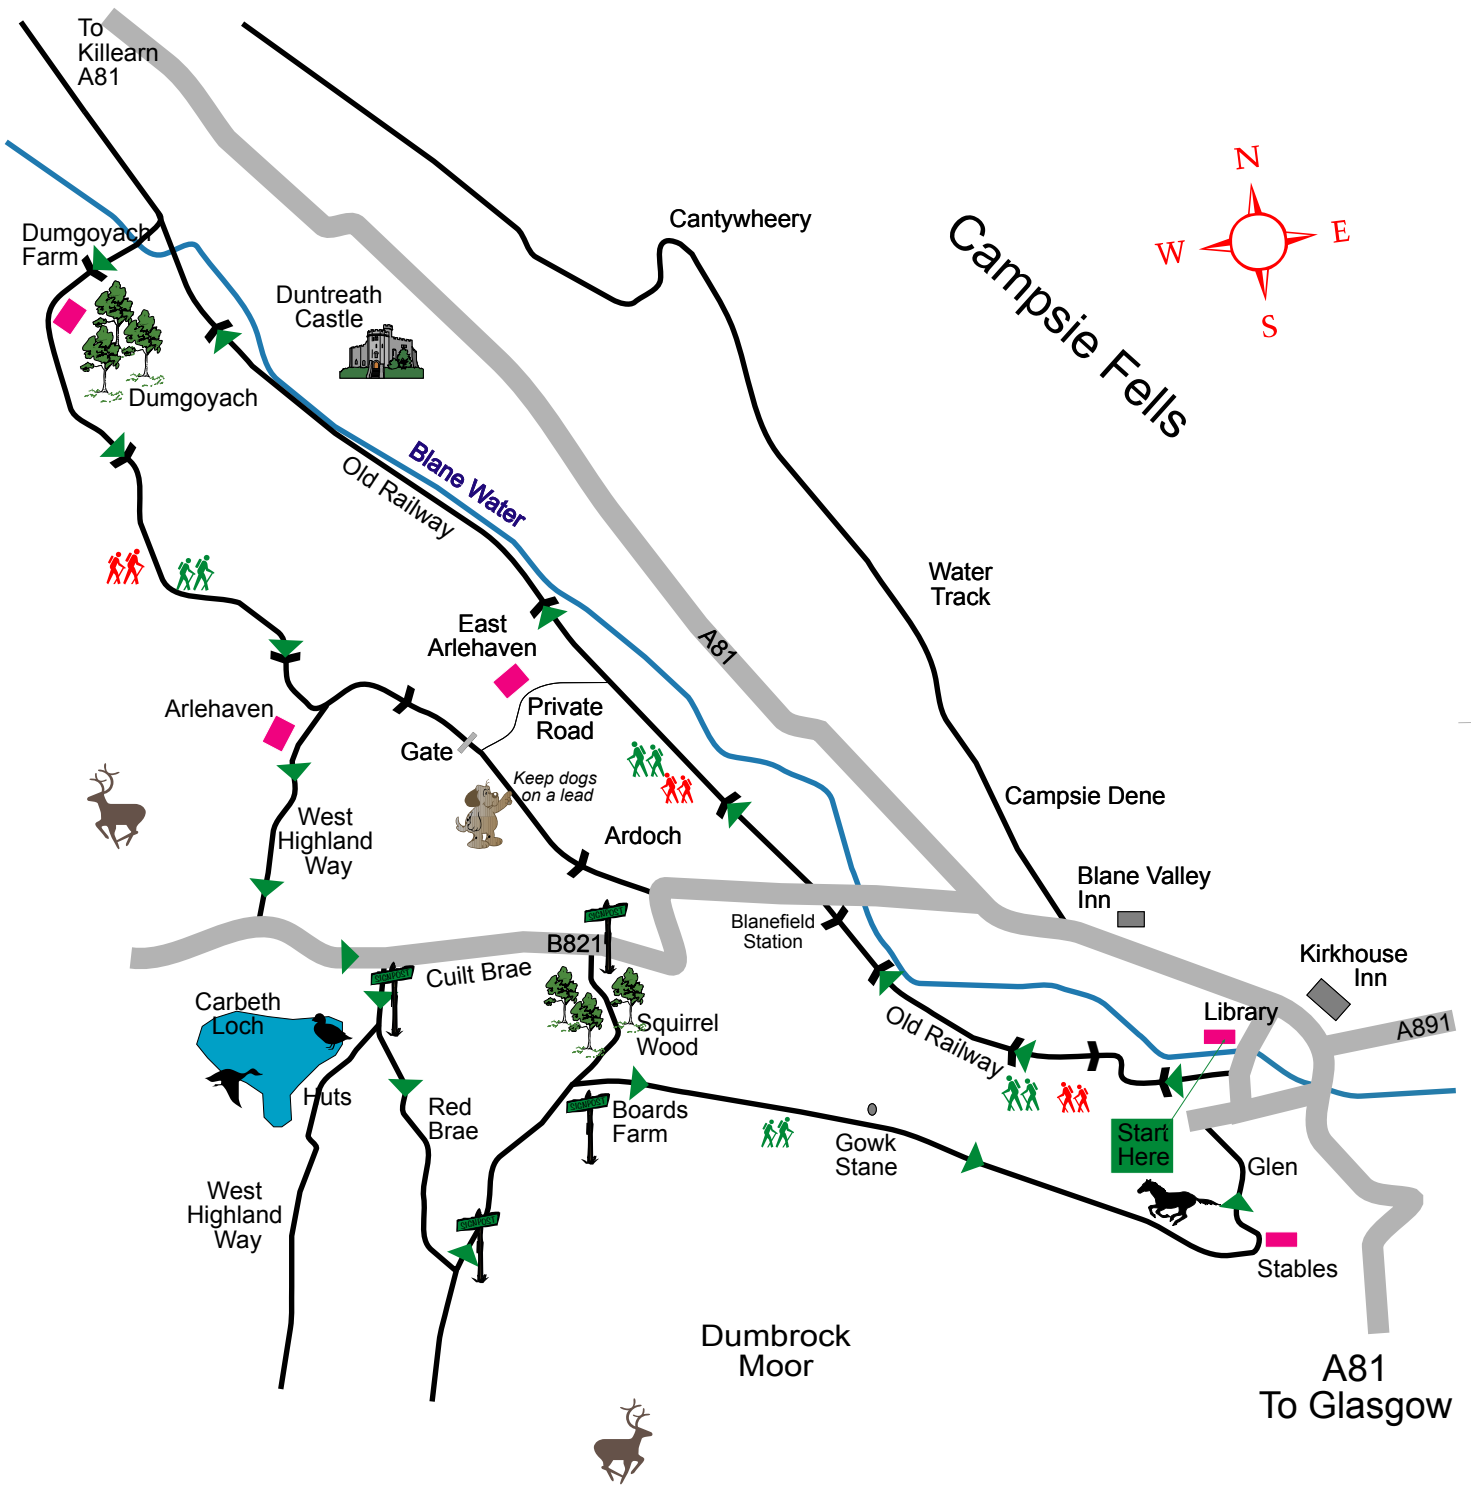 To
Killearn
A81
N
W
E
S
Cantywheery
Campsie Fells
Dumgoyach
Farm
Duntreath
Castle
Dumgoyach
Blane Water
Old Railway
Water
Track
East
Arlehaven
A81
Private
Road
Arlehaven
Gate
Keep dogs
on a lead
Campsie Dene
West
Highland
Way
Ardoch
Blane Valley
Inn
Blanefield
Station
B821
Cuilt Brae
Kirkhouse
Inn
Carbeth
Loch
Library
A891
Squirrel
Wood
Old Railway
Huts
Red
Brae
Boards
Farm
Gowk
Stane
Start
Here
Glen
West
Highland
Way
Stables
Dumbrock
Moor
A81
To Glasgow